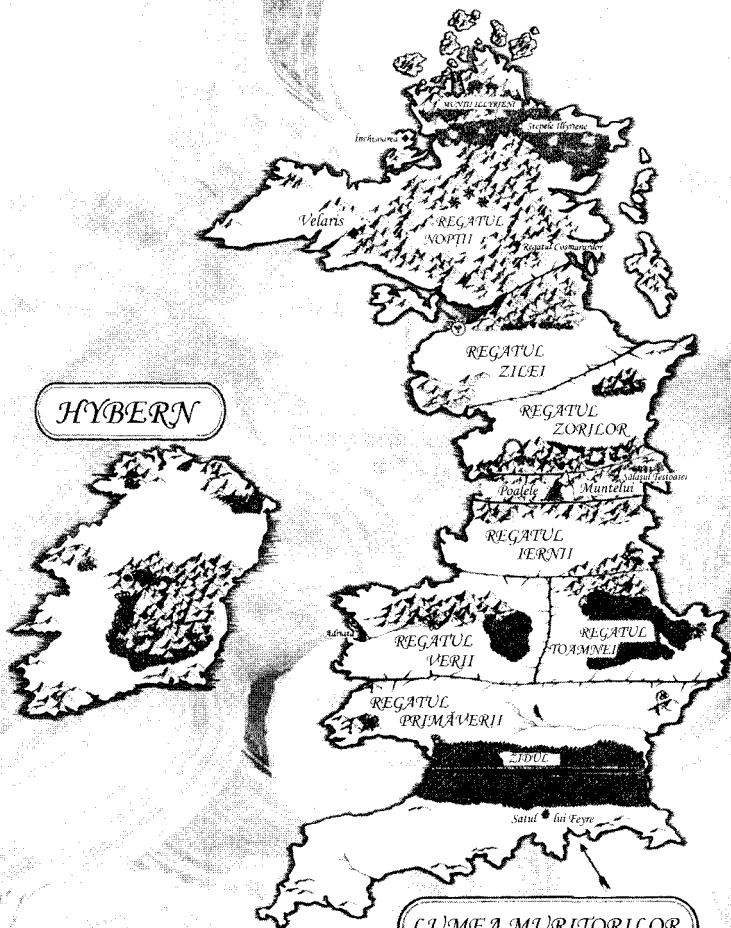 MUNȚII ILLYRIENI
Stepele Illyriene
Închisoarea
Velaris
REGATUL
NOPȚII
Regatul Coșmarurilor
REGATUL
ZILEI
HYBERN
REGATUL
ZORILOR
Sălașul Țestoasei
Poalele Muntelui
REGATUL
IERNII
Adriata
REGATUL
VERII
REGATUL
TOAMNEI
REGATUL
PRIMĂVERII
ZIDUL
Satul lui Feyre
LUMEA MURITORILOR